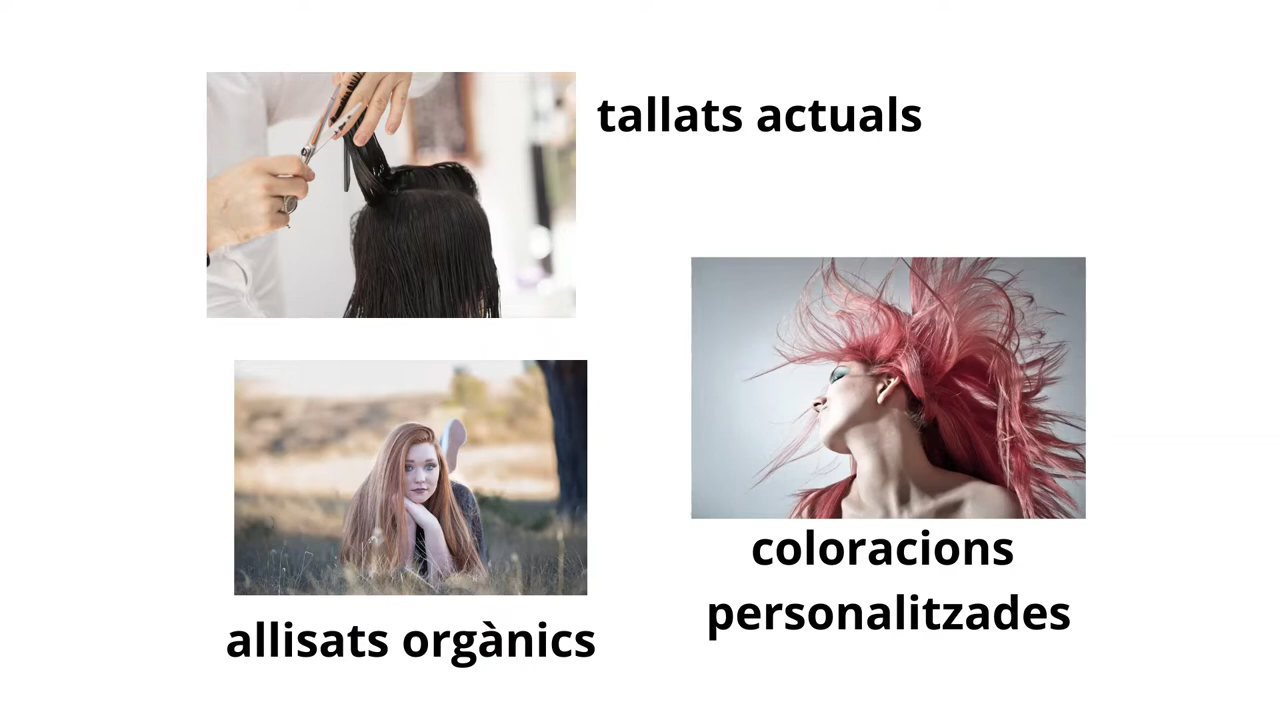 tallats actuals
coloracions
personalitzades
allisats orgànics